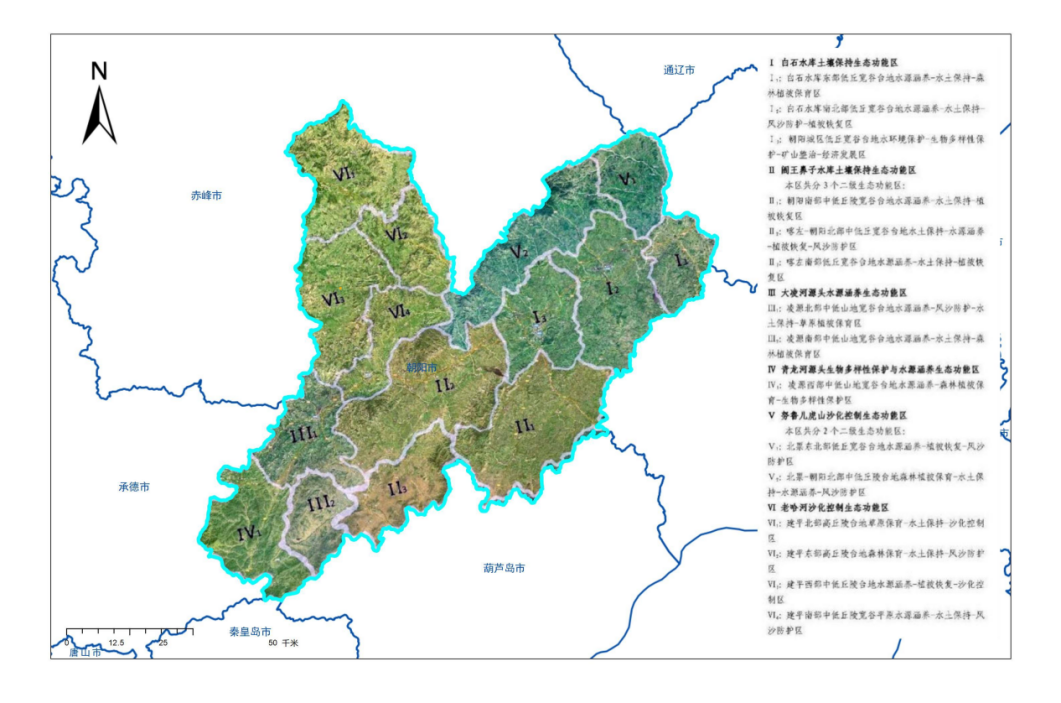 N
通辽市
赤峰市
朝阳市
承德市
葫芦岛市
秦皇岛市
唐山市
0 12.5 25 50 千米
VI₁
VI₂
VI₃
VI₄
V₁
V₂
I₁
I₂
I₃
II₁
II₂
II₃
III₁
III₂
IV₁
I 白石水库土壤保持生态功能区
I₁：白石水库东部低丘宽谷台地水源涵养-水土保持-森
林植被保育区
I₂：白石水库南北部低丘宽谷台地水源涵养-水土保持-
风沙防护-植被恢复区
I₃：朝阳城区低丘宽谷台地水环境保护-生物多样性保
护-矿山整治-经济发展区
II 阎王鼻子水库土壤保持生态功能区
本区共分3个二级生态功能区：
II₁：朝阳南部中低丘陵宽谷台地水源涵养-水土保持-植
被恢复区
II₂：喀左-朝阳北部中低丘宽谷台地水土保持-水源涵养
-植被恢复-风沙防护区
II₃：喀左南部低丘宽谷台地水源涵养-水土保持-植被恢
复区
III 大凌河源头水源涵养生态功能区
III₁：凌源北部中低山地宽谷台地水源涵养-风沙防护-水
土保持-草原植被保育区
III₂：凌源南部中低山地宽谷台地水源涵养-水土保持-森
林植被保育区
IV 青龙河源头生物多样性保护与水源涵养生态功能区
IV₁：凌源西部中低山地宽谷台地水源涵养-森林植被保
育-生物多样性保护区
V 努鲁儿虎山沙化控制生态功能区
本区共分2个二级生态功能区：
V₁：北票东北部低丘宽谷台地水源涵养-植被恢复-风沙
防护区
V₂：北票-朝阳北部中低丘陵台地森林植被保育-水土保
持-水源涵养-风沙防护区
VI 老哈河沙化控制生态功能区
VI₁：建平北部高丘陵台地草原保育-水土保持-沙化控制
区
VI₂：建平东部高丘陵台地森林保育-水土保持-风沙防护
区
VI₃：建平西部中低丘陵台地水源涵养-植被恢复-沙化控
制区
VI₄：建平南部中低丘陵宽谷平原水源涵养-水土保持-风
沙防护区